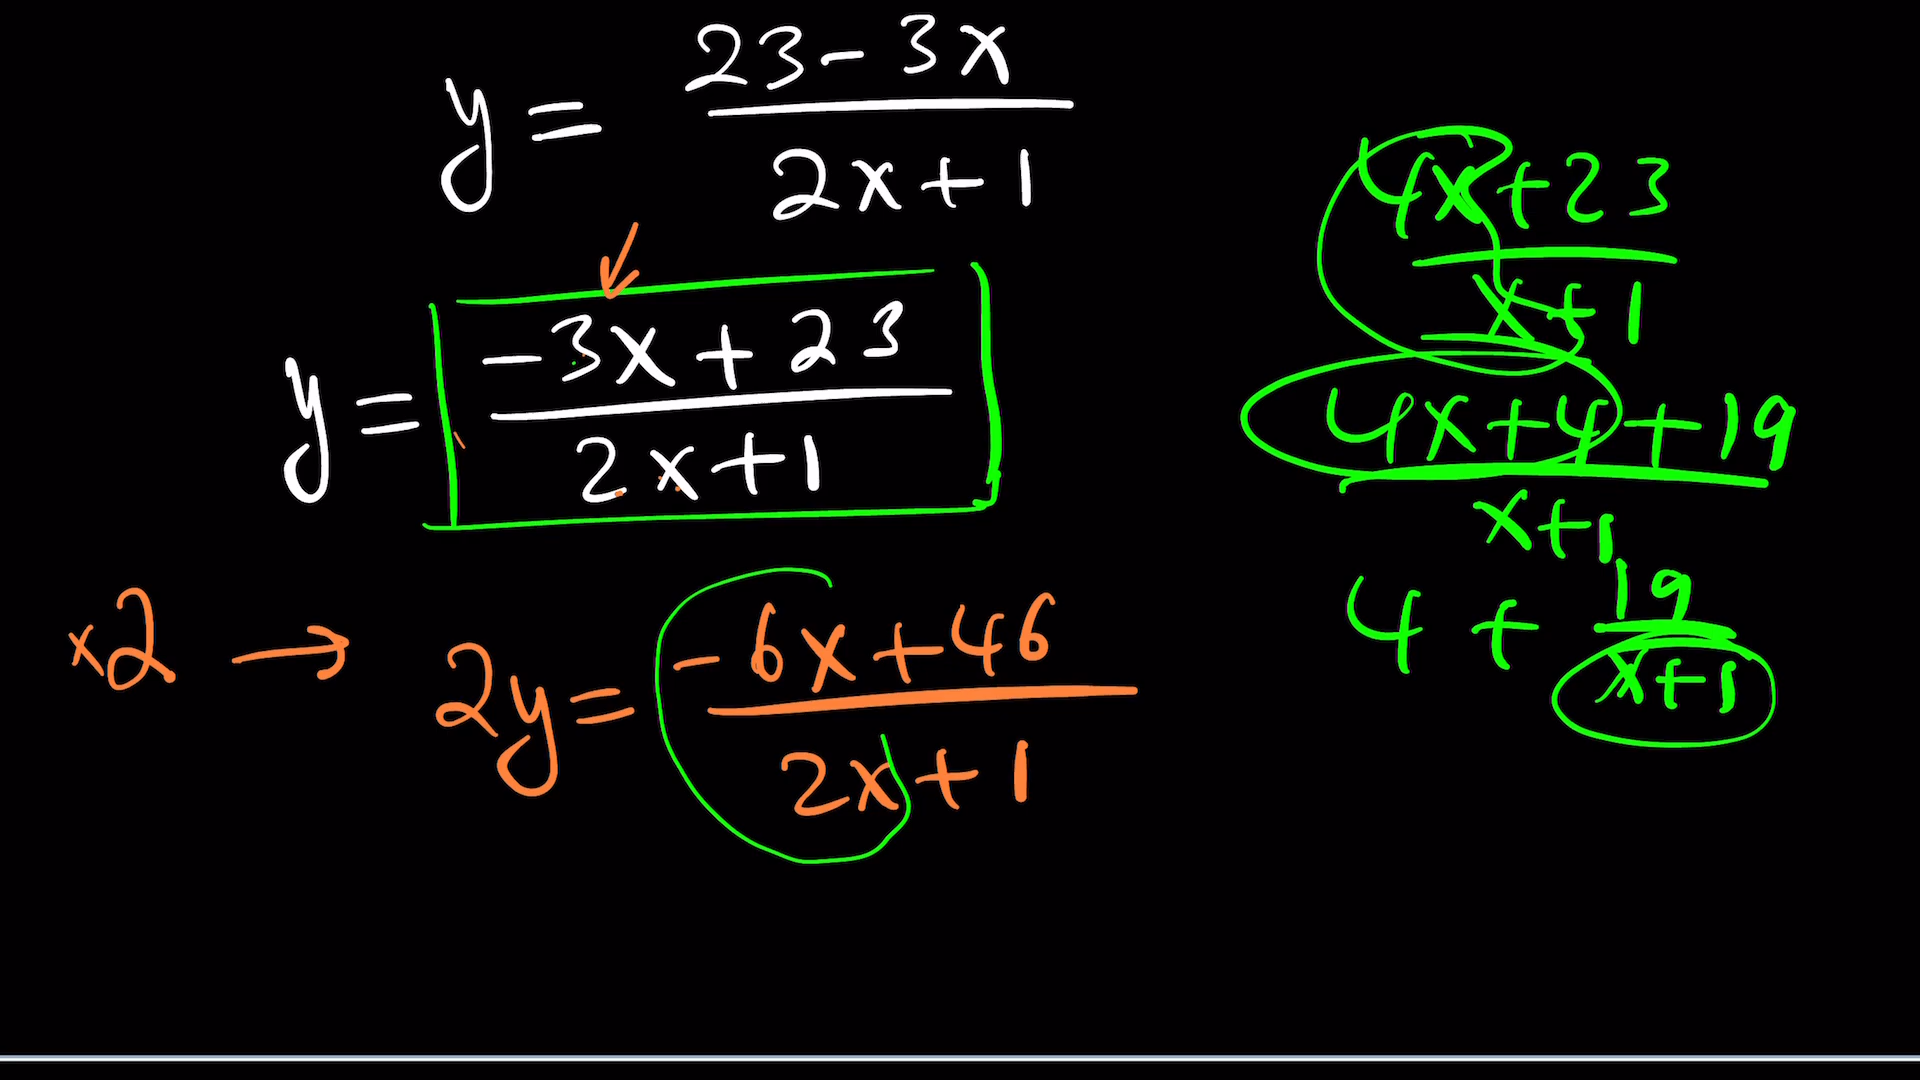 y = 23 - 3x / 2x + 1
y = -3x + 23 / 2x + 1
x2 → 2y = -6x + 46 / 2x + 1
4x + 23 / x + 1
4x + 4 + 19 / x + 1
4 + 19 / x + 1